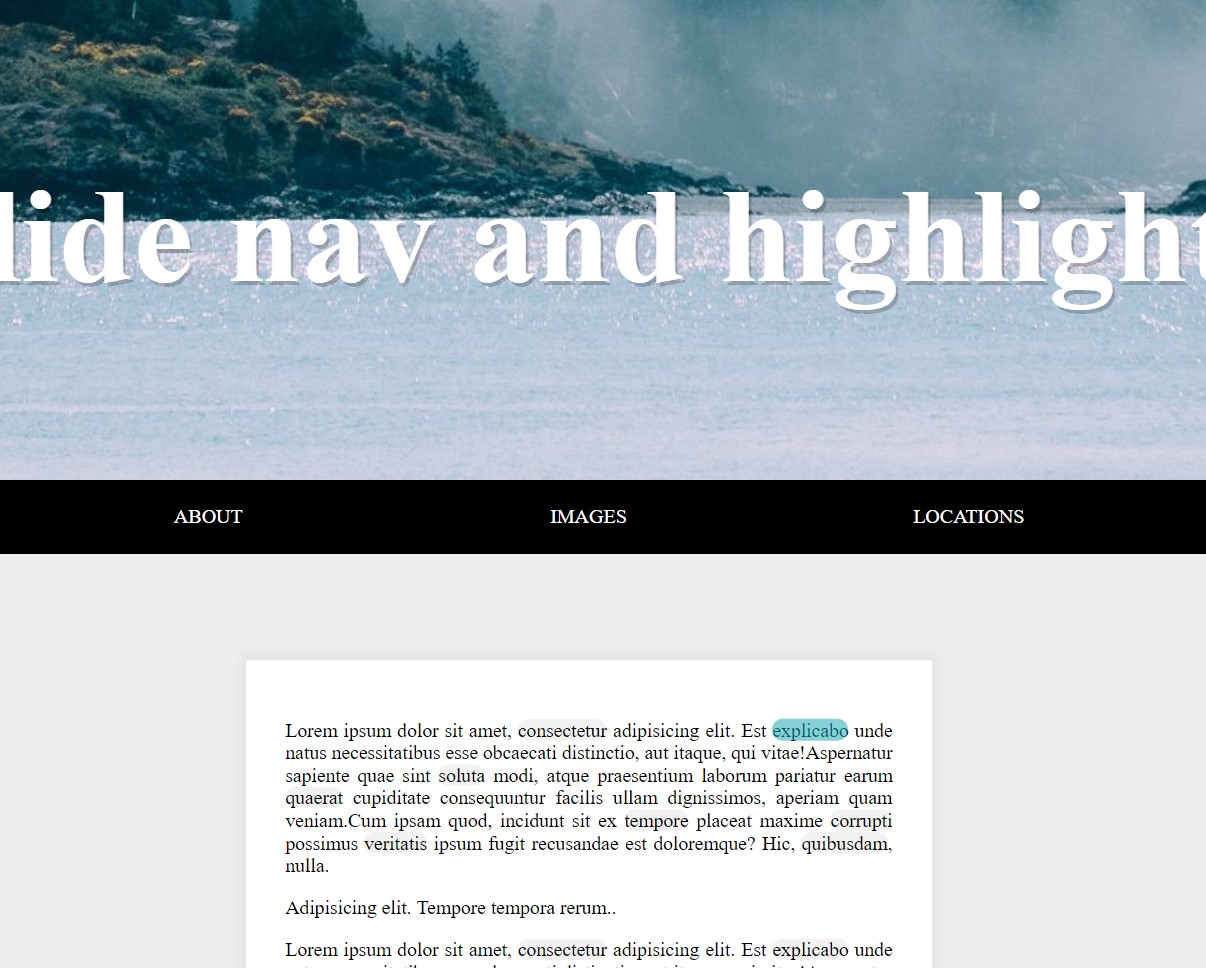 lide nav and highlight
ABOUT IMAGES LOCATIONS
Lorem ipsum dolor sit amet, consectetur adipisicing elit. Est explicabo unde
natus necessitatibus esse obcaecati distinctio, aut itaque, qui vitae!Aspernatur
sapiente quae sint soluta modi, atque praesentium laborum pariatur earum
quaerat cupiditate consequuntur facilis ullam dignissimos, aperiam quam
veniam.Cum ipsam quod, incidunt sit ex tempore placeat maxime corrupti
possimus veritatis ipsum fugit recusandae est doloremque? Hic, quibusdam,
nulla.
Adipisicing elit. Tempore tempora rerum..
Lorem ipsum dolor sit amet, consectetur adipisicing elit. Est explicabo unde